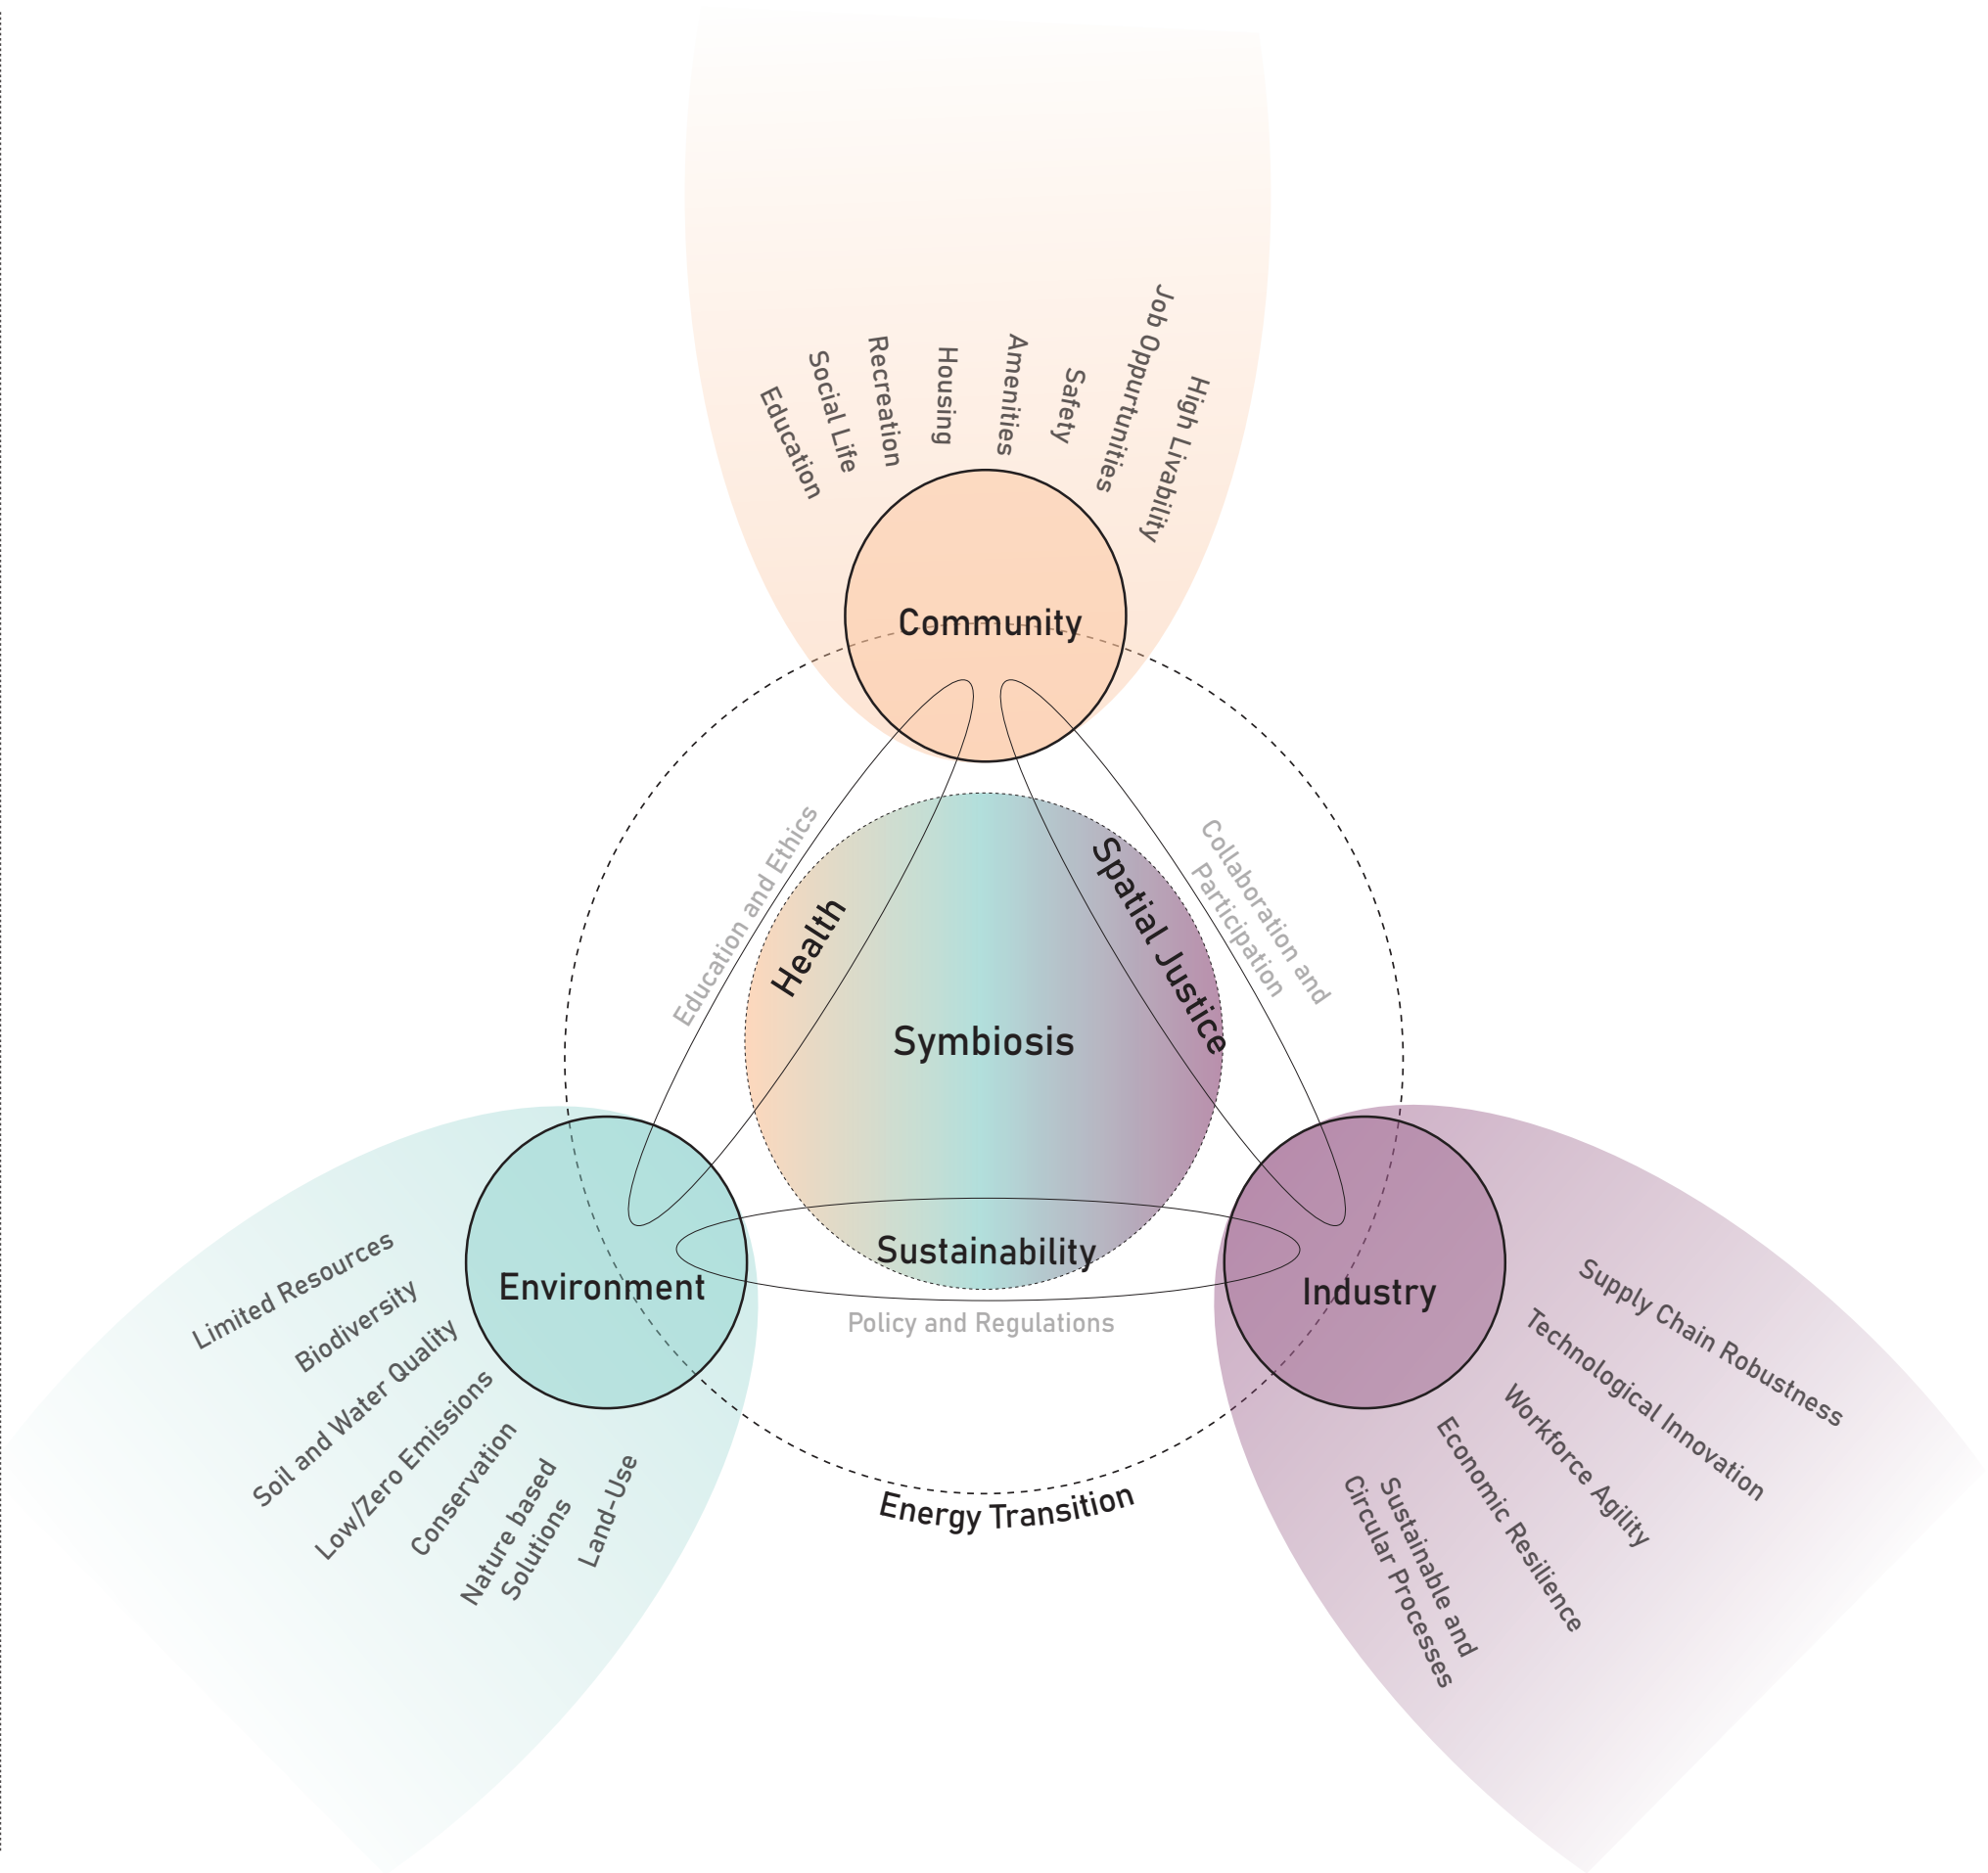 Education
Social Life
Recreation
Housing
Amenities
Safety
Job Oppurtunities
High Livability
Community
Education and Ethics
Health
Spatial Justice
Collaboration and
Participation
Symbiosis
Sustainability
Policy and Regulations
Environment
Industry
Limited Resources
Biodiversity
Soil and Water Quality
Low/Zero Emissions
Conservation
Nature based
Solutions
Land-Use
Energy Transition
Supply Chain Robustness
Technological Innovation
Workforce Agility
Economic Resilience
Sustainable and
Circular Processes